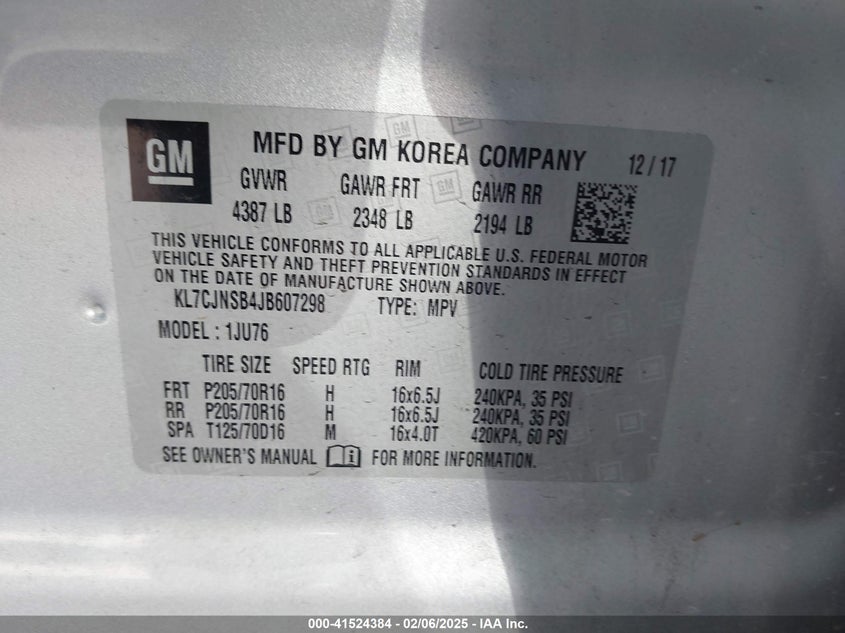 GM MFD BY GM KOREA COMPANY 12/17
GVWR GAWR FRT GM GAWR RR
4387 LB 2348 LB 2194 LB
THIS VEHICLE CONFORMS TO ALL APPLICABLE U.S. FEDERAL MOTOR
VEHICLE SAFETY AND THEFT PREVENTION STANDARDS IN EFFECT
ON THE DATE OF MANUFACTURE SHOWN ABOVE.
KL7CJNSB4JB607298 TYPE: MPV
MODEL : 1JU76
TIRE SIZE SPEED RTG RIM COLD TIRE PRESSURE
FRT P205/70R16 H 16x6.5J 240KPA, 35 PSI
RR P205/70R16 H 16x6.5J 240KPA, 35 PSI
SPA T125/70D16 M 16x4.0T 420KPA, 60 PSI
SEE OWNER'S MANUAL i FOR MORE INFORMATION.
000-41524384 - 02/06/2025 - IAA Inc.